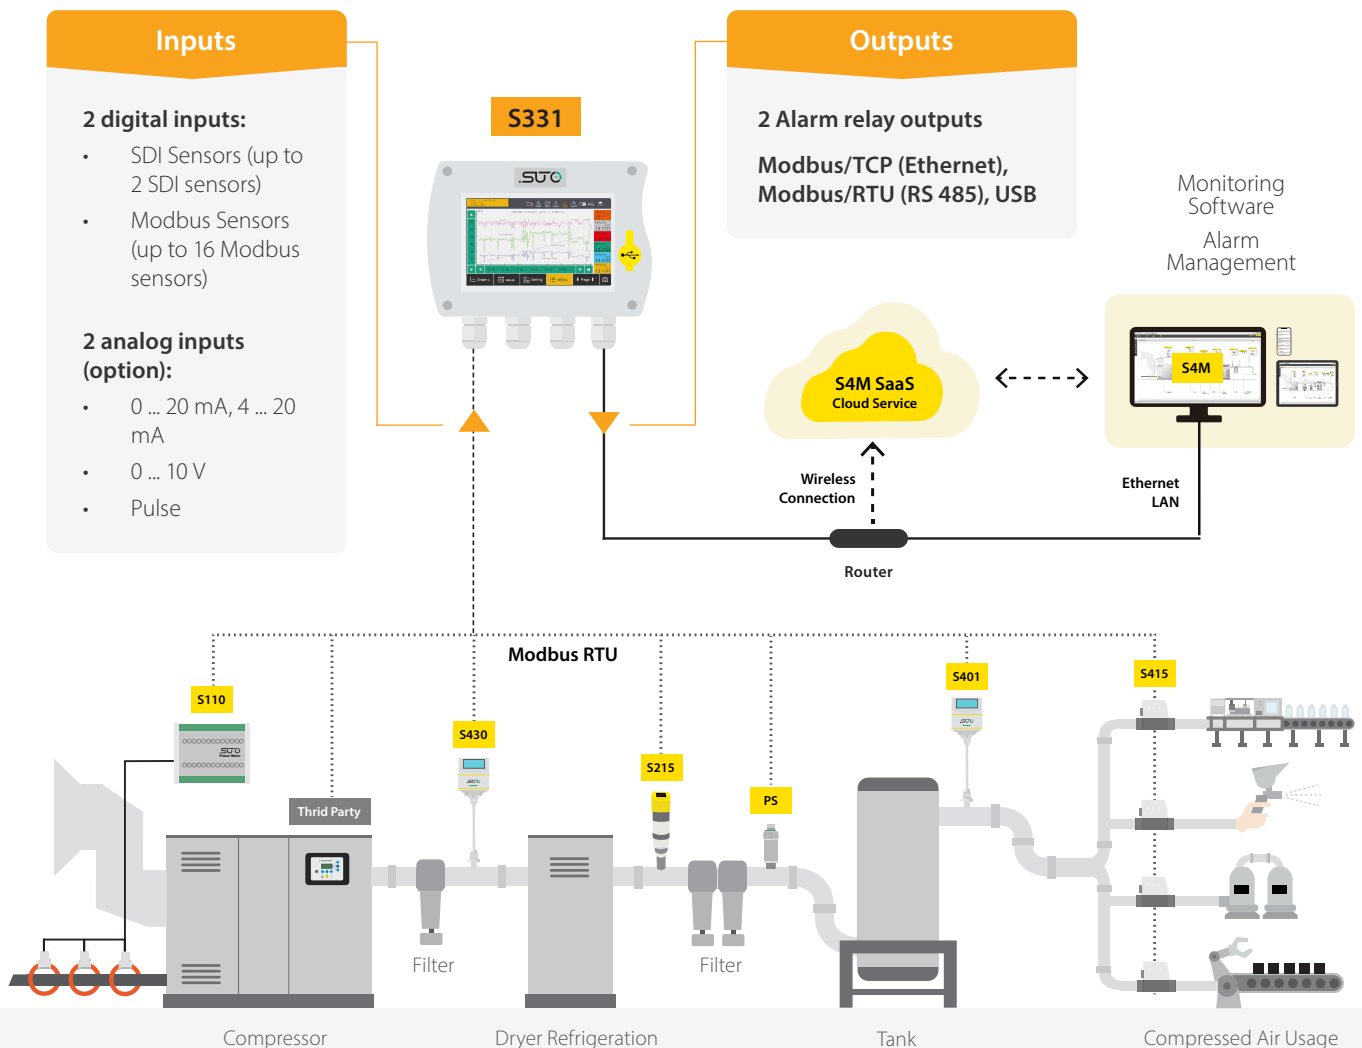 Inputs
2 digital inputs:
• SDI Sensors (up to
2 SDI sensors)
• Modbus Sensors
(up to 16 Modbus
sensors)
2 analog inputs
(option):
• 0 ... 20 mA, 4 ... 20
mA
• 0 ... 10 V
• Pulse
S331
SUTO
Outputs
2 Alarm relay outputs
Modbus/TCP (Ethernet),
Modbus/RTU (RS 485), USB
Monitoring
Software
Alarm
Management
S4M
S4M SaaS
Cloud Service
Wireless
Connection
Ethernet
LAN
Router
Modbus RTU
S110
SUTO
Power Meter
Thrid Party
S430
S215
PS
S401
S415
Filter
Filter
Compressor
Dryer Refrigeration
Tank
Compressed Air Usage